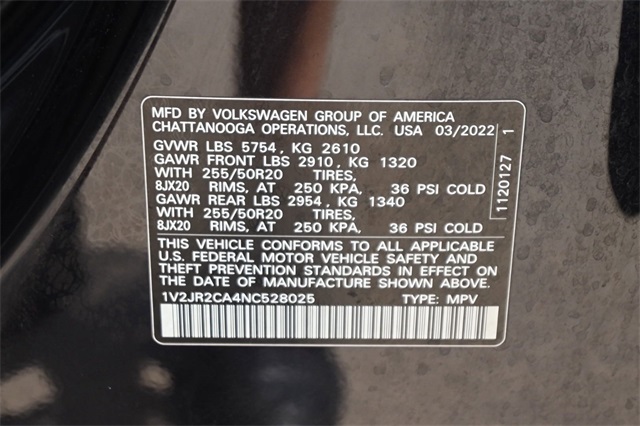 MFD BY VOLKSWAGEN GROUP OF AMERICA
CHATTANOOGA OPERATIONS, LLC. USA 03/2022
GVWR LBS 5754, KG 2610
GAWR FRONT LBS 2910, KG 1320
WITH 255/50R20 TIRES,
8JX20 RIMS, AT 250 KPA, 36 PSI COLD
GAWR REAR LBS 2954, KG 1340
WITH 255/50R20 TIRES,
8JX20 RIMS, AT 250 KPA, 36 PSI COLD
THIS VEHICLE CONFORMS TO ALL APPLICABLE
U.S. FEDERAL MOTOR VEHICLE SAFETY AND
THEFT PREVENTION STANDARDS IN EFFECT ON
THE DATE OF MANUFACTURE SHOWN ABOVE.
1V2JR2CA4NC528025 TYPE: MPV
1120127 1